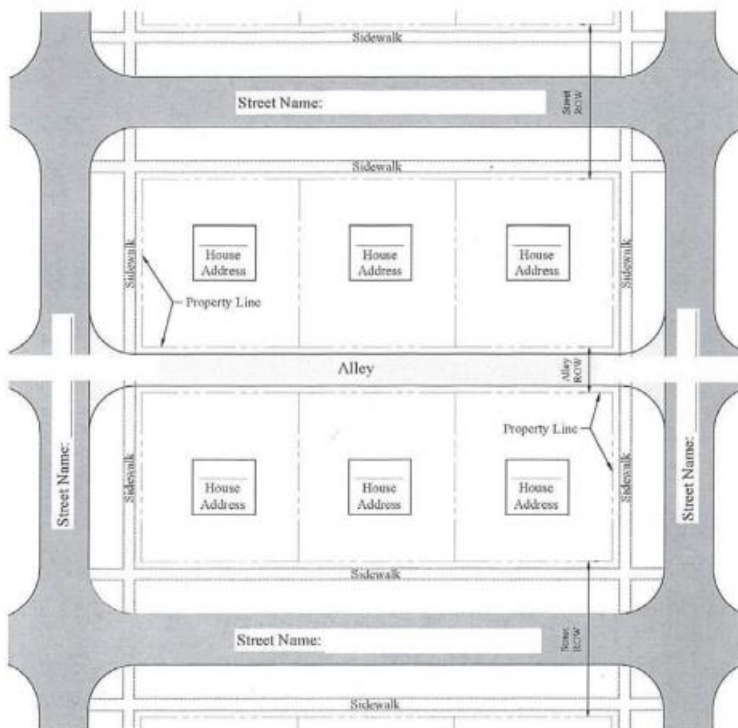 Sidewalk
Street Name:
Street
ROW
Sidewalk
House
Address
House
Address
House
Address
Sidewalk
Sidewalk
Property Line
Street Name:
Street Name:
Alley
Alley
ROW
Property Line
Sidewalk
Sidewalk
House
Address
House
Address
House
Address
Sidewalk
Street Name:
Street
ROW
Sidewalk